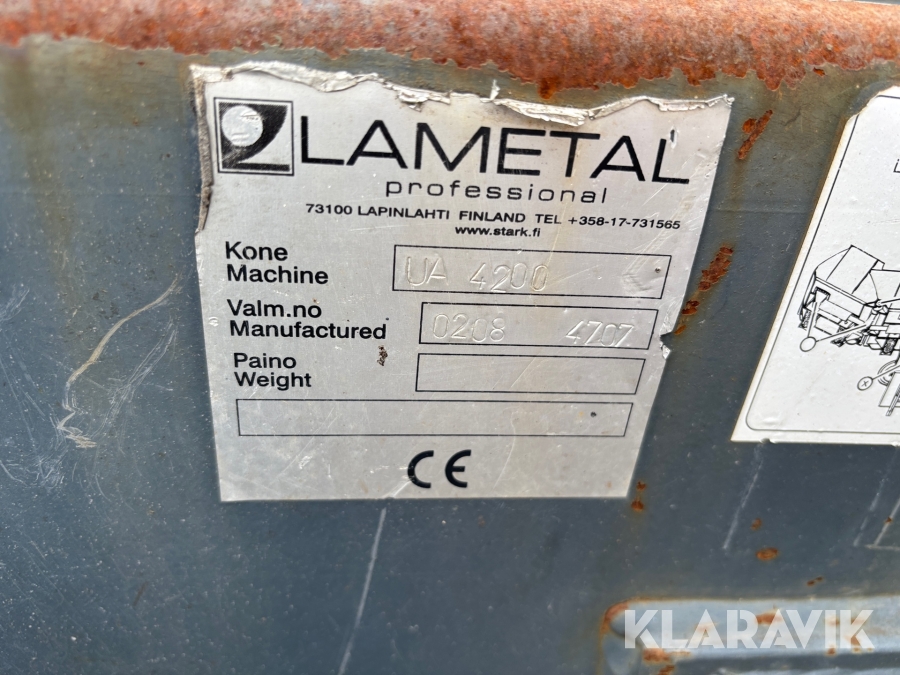 LAMETAL
professional
73100 LAPINLAHTI FINLAND TEL +358-17-731565
www.stark.fi
Kone
Machine
UA 4200
Valm.no
Manufactured
0208 4707
Paino
Weight
CE
KLARAVIK